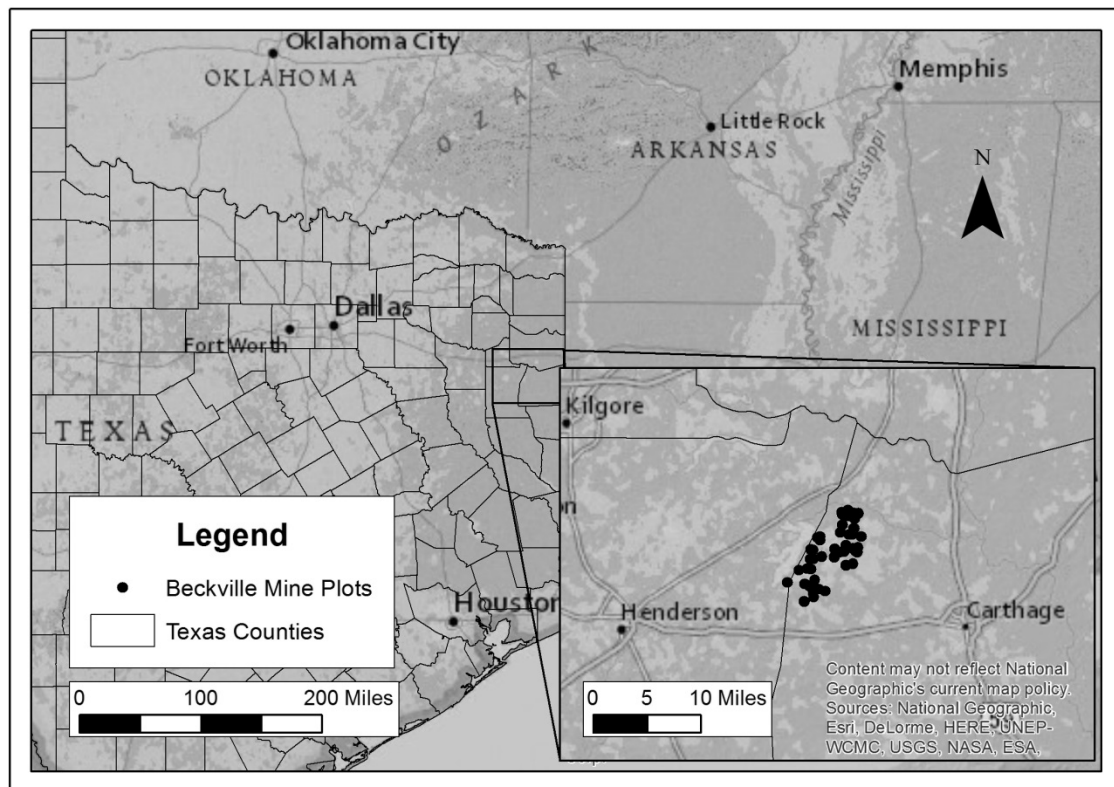 Oklahoma City
OKLAHOMA
OZARK
Memphis
Little Rock
ARKANSAS
Mississippi
N
MISSISSIPPI
Dallas
Fort Worth
TEXAS
Kilgore
Henderson
Carthage
Houston
Legend
Beckville Mine Plots
Texas Counties
0 100 200 Miles
0 5 10 Miles
Content may not reflect National
Geographic's current map policy.
Sources: National Geographic,
Esri, DeLorme, HERE, UNEP-
WCMC, USGS, NASA, ESA,